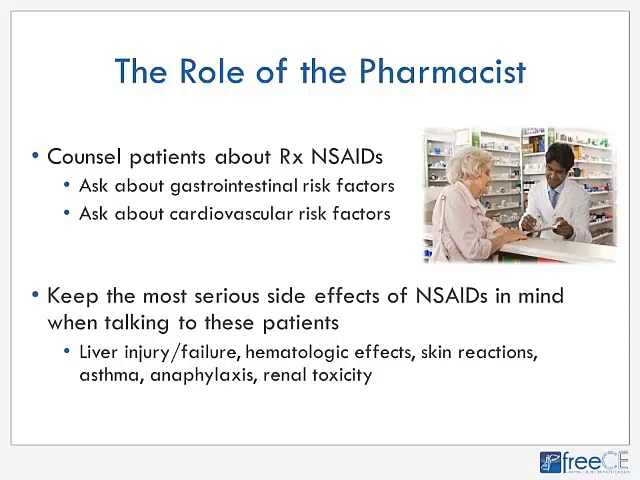 The Role of the Pharmacist
• Counsel patients about Rx NSAIDs
• Ask about gastrointestinal risk factors
• Ask about cardiovascular risk factors
• Keep the most serious side effects of NSAIDs in mind
when talking to these patients
• Liver injury/failure, hematologic effects, skin reactions,
asthma, anaphylaxis, renal toxicity
freeCE